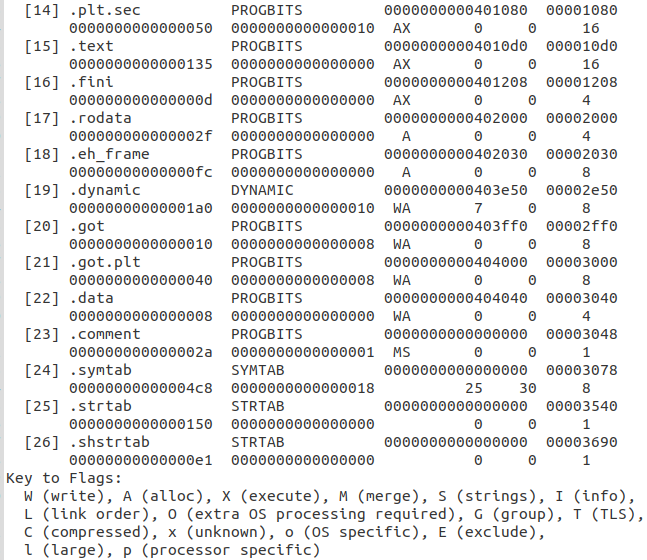 [14] .plt.sec PROGBITS 0000000000401080 00001080
0000000000000050 0000000000000010 AX 0 0 16
[15] .text PROGBITS 00000000004010d0 000010d0
0000000000000135 0000000000000000 AX 0 0 16
[16] .fini PROGBITS 0000000000401208 00001208
000000000000000d 0000000000000000 AX 0 0 4
[17] .rodata PROGBITS 0000000000402000 00002000
000000000000002f 0000000000000000 A 0 0 4
[18] .eh_frame PROGBITS 0000000000402030 00002030
00000000000000fc 0000000000000000 A 0 0 8
[19] .dynamic DYNAMIC 0000000000403e50 00002e50
00000000000001a0 0000000000000010 WA 7 0 8
[20] .got PROGBITS 0000000000403ff0 00002ff0
0000000000000010 0000000000000008 WA 0 0 8
[21] .got.plt PROGBITS 0000000000404000 00003000
0000000000000040 0000000000000008 WA 0 0 8
[22] .data PROGBITS 0000000000404040 00003040
0000000000000008 0000000000000000 WA 0 0 4
[23] .comment PROGBITS 0000000000000000 00003048
000000000000002a 0000000000000001 MS 0 0 1
[24] .symtab SYMTAB 0000000000000000 00003078
00000000000004c8 0000000000000018 25 30 8
[25] .strtab STRTAB 0000000000000000 00003540
0000000000000150 0000000000000000 0 0 1
[26] .shstrtab STRTAB 0000000000000000 00003690
00000000000000e1 0000000000000000 0 0 1
Key to Flags:
W (write), A (alloc), X (execute), M (merge), S (strings), I (info),
L (link order), O (extra OS processing required), G (group), T (TLS),
C (compressed), x (unknown), o (OS specific), E (exclude),
l (large), p (processor specific)